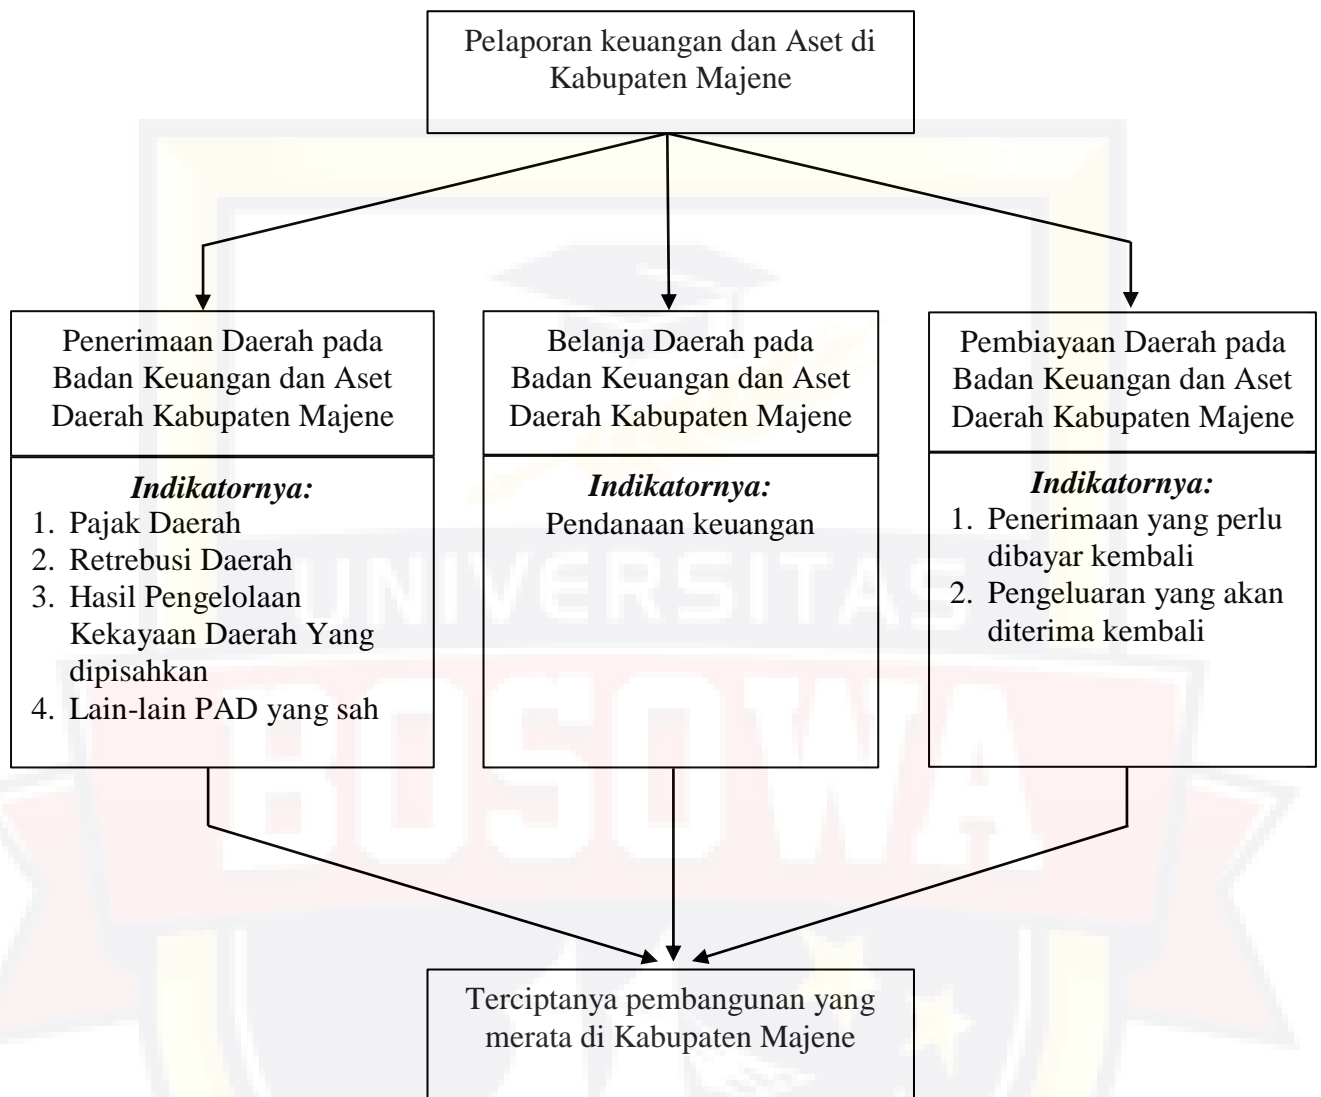 Pelaporan keuangan dan Aset di
Kabupaten Majene
Penerimaan Daerah pada
Badan Keuangan dan Aset
Daerah Kabupaten Majene
Indikatornya:
1. Pajak Daerah
2. Retrebusi Daerah
3. Hasil Pengelolaan
Kekayaan Daerah Yang
dipisahkan
4. Lain-lain PAD yang sah
Belanja Daerah pada
Badan Keuangan dan Aset
Daerah Kabupaten Majene
Indikatornya:
Pendanaan keuangan
Pembiayaan Daerah pada
Badan Keuangan dan Aset
Daerah Kabupaten Majene
Indikatornya:
1. Penerimaan yang perlu
dibayar kembali
2. Pengeluaran yang akan
diterima kembali
UNIVERSITAS
BOSOWA
Terciptanya pembangunan yang
merata di Kabupaten Majene